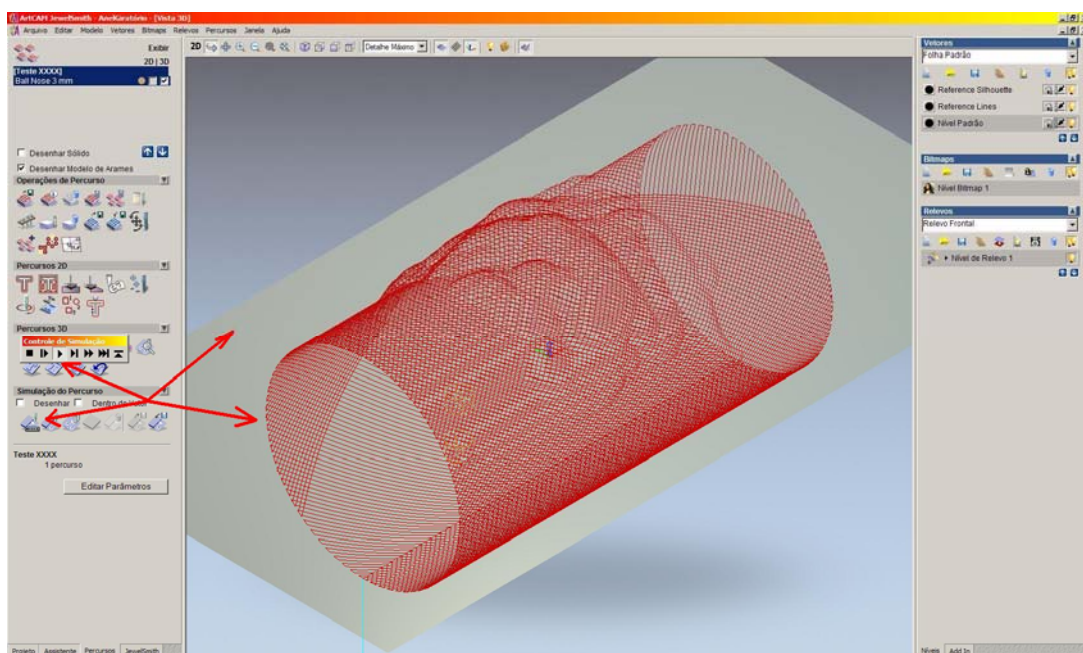 ArtCAM JewelSmith - AneKaratório - [Vista 3D]
Arquivo Editar Modelo Vetores Bitmaps Relevos Percursos Janela Ajuda
Exibir
2D | 3D
[Teste XXXX]
Ball Nose 3 mm
Desenhar Sólido
Desenhar Modelo de Arames
Operações de Percurso
Percursos 2D
Percursos 3D
Controle de Simulação
Simulação do Percurso
Desenhar Dentro do
Teste XXXX
1 percurso
Editar Parâmetros
Projeto Assistente Percursos JewelSmith
2D
Detalhe Máximo
Vetores
Folha Padrão
Reference Silhouette
Reference Lines
Nível Padrão
Bitmaps
Nível Bitmap 1
Relevos
Relevo Frontal
Nível de Relevo 1
Níveis Add In